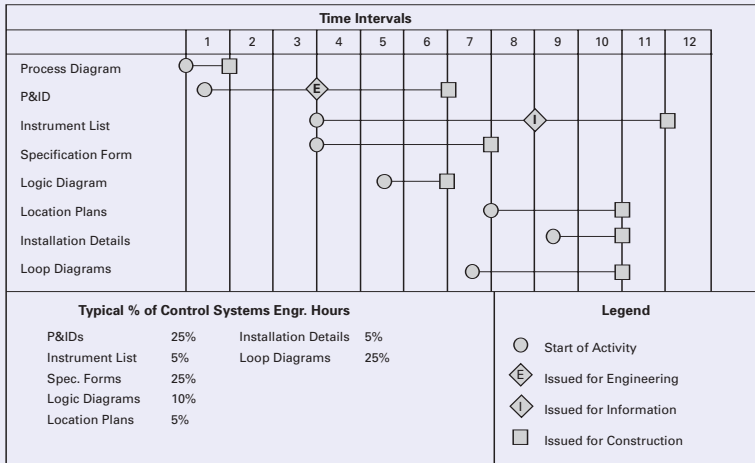 Time Intervals
1 2 3 4 5 6 7 8 9 10 11 12
Process Diagram
P&ID
E
Instrument List
I
Specification Form
Logic Diagram
Location Plans
Installation Details
Loop Diagrams
Typical % of Control Systems Engr. Hours
P&IDs 25% Installation Details 5%
Instrument List 5% Loop Diagrams 25%
Spec. Forms 25%
Logic Diagrams 10%
Location Plans 5%
Legend
Start of Activity
E Issued for Engineering
I Issued for Information
Issued for Construction